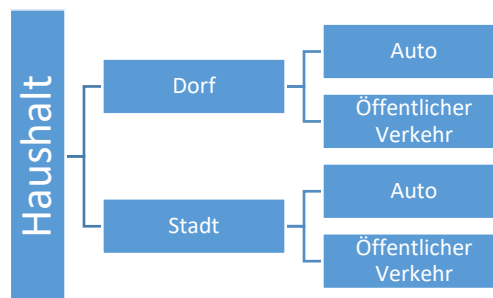 Haushalt
Dorf
Auto
Öffentlicher
Verkehr
Stadt
Auto
Öffentlicher
Verkehr